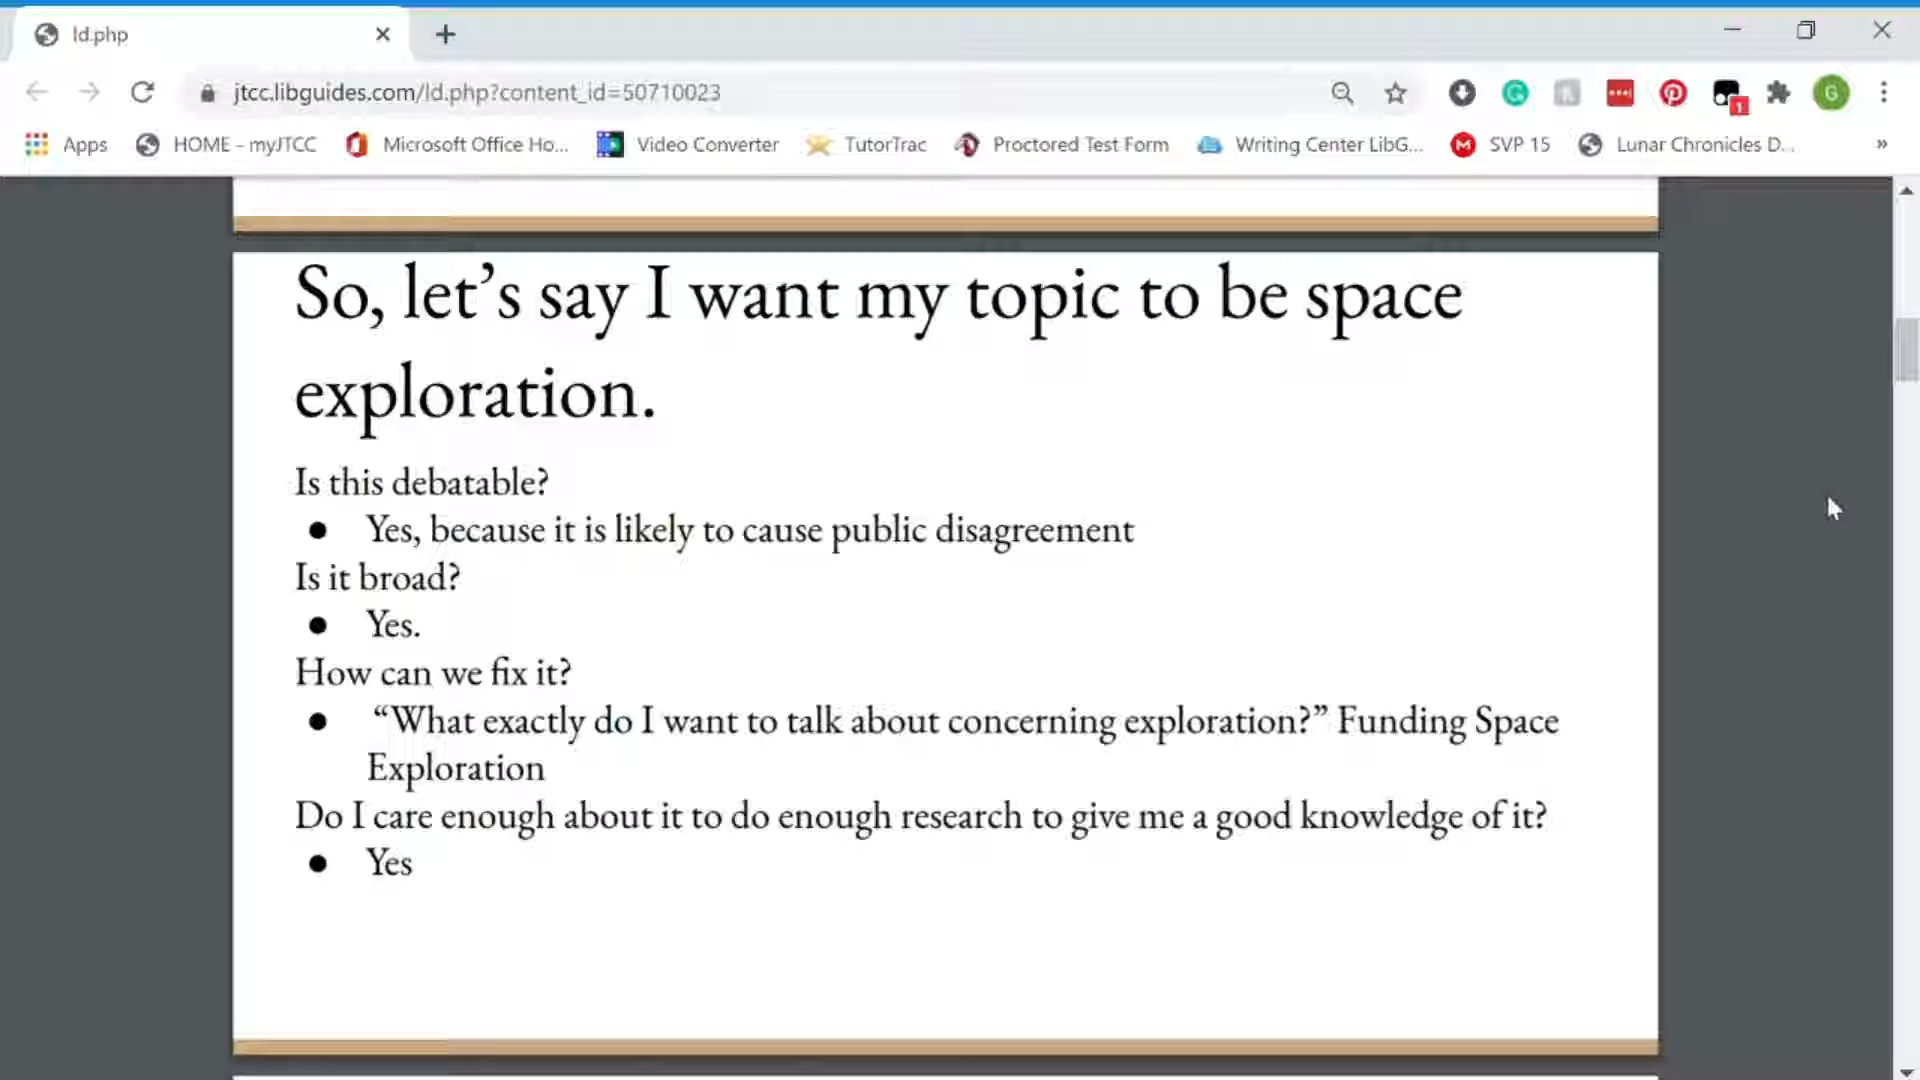 ld.php
jtcc.libguides.com/ld.php?content_id=50710023
G
1
Apps
HOME - myJTCC
Microsoft Office Ho...
Video Converter
TutorTrac
Proctored Test Form
Writing Center LibG...
SVP 15
Lunar Chronicles D...
»
So, let’s say I want my topic to be space
exploration.
Is this debatable?
● Yes, because it is likely to cause public disagreement
Is it broad?
● Yes.
How can we fix it?
● “What exactly do I want to talk about concerning exploration?” Funding Space
Exploration
Do I care enough about it to do enough research to give me a good knowledge of it?
● Yes